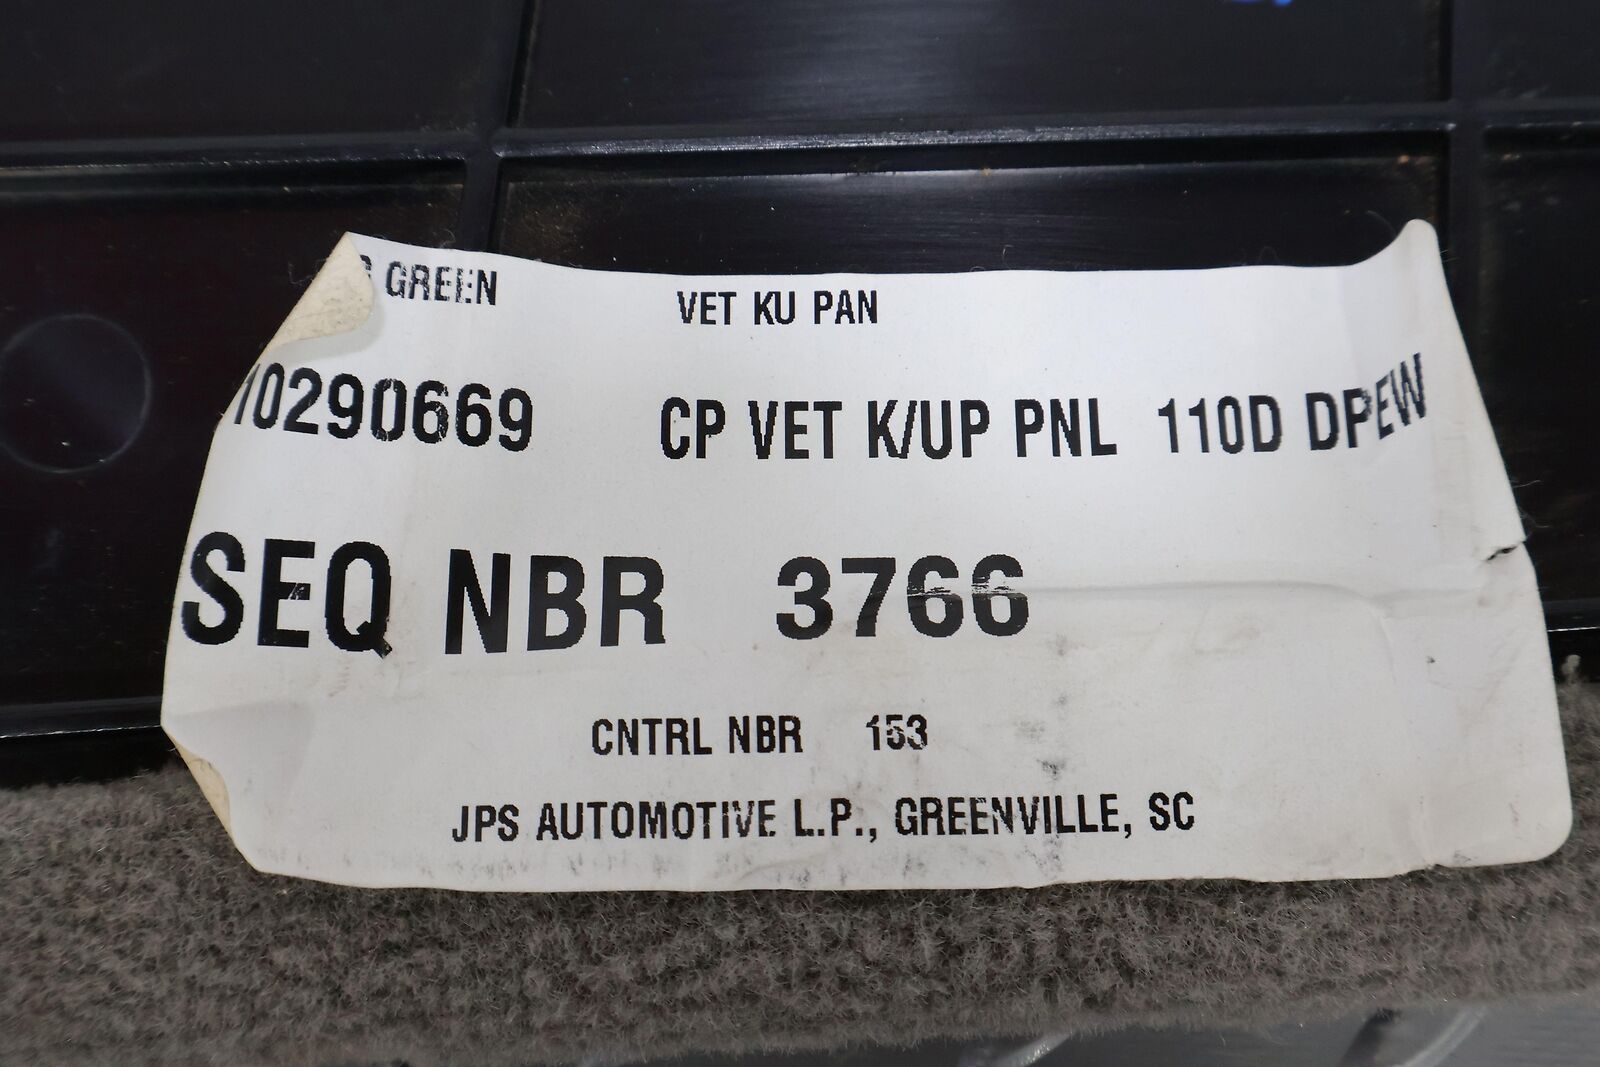 GREEN VET KU PAN
10290669 CP VET K/UP PNL 110D DPEW
SEQ NBR 3766
CNTRL NBR 153
JPS AUTOMOTIVE L.P., GREENVILLE, SC